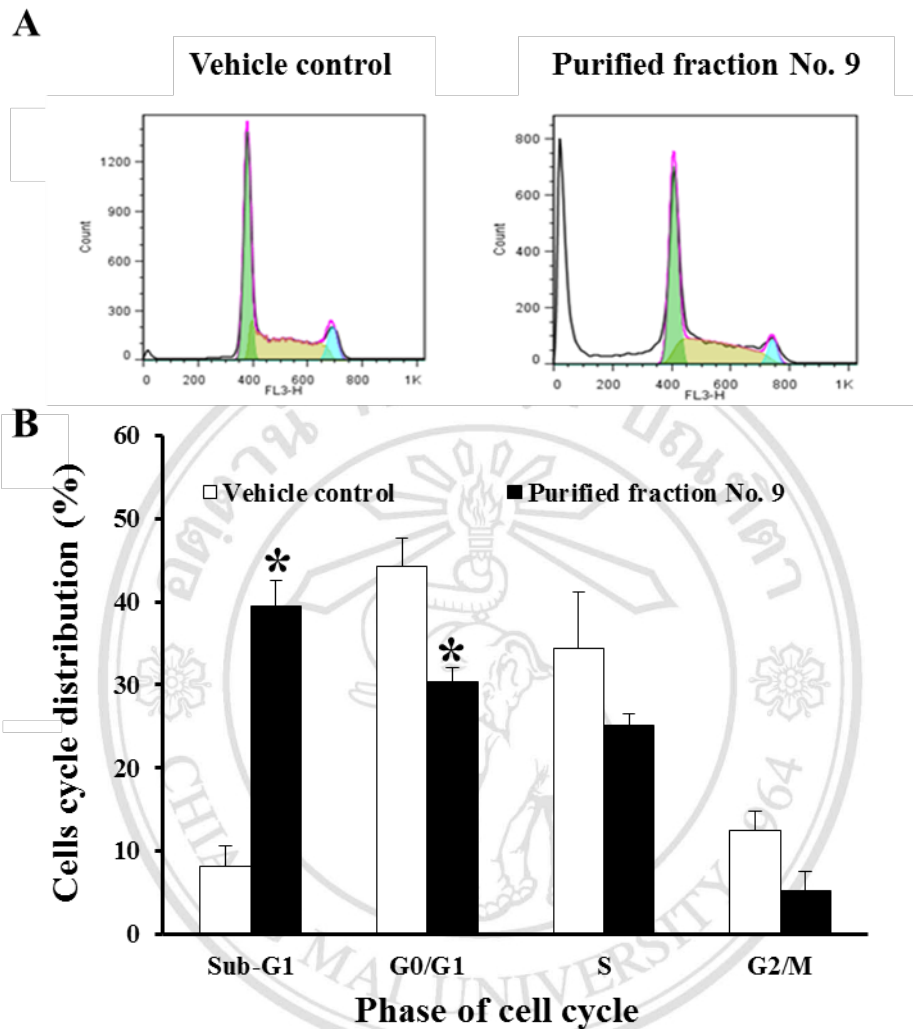 A
Vehicle control
Purified fraction No. 9
1200
900
600
300
0
Count
0 200 400 600 800 1K
FL3-H
800
600
400
200
0
Count
0 200 400 600 800 1K
FL3-H
B
60
50
40
30
20
10
0
Cells cycle distribution (%)
Vehicle control
Purified fraction No. 9
*
*
Sub-G1 G0/G1 S G2/M
Phase of cell cycle
UNIVERSITY
964